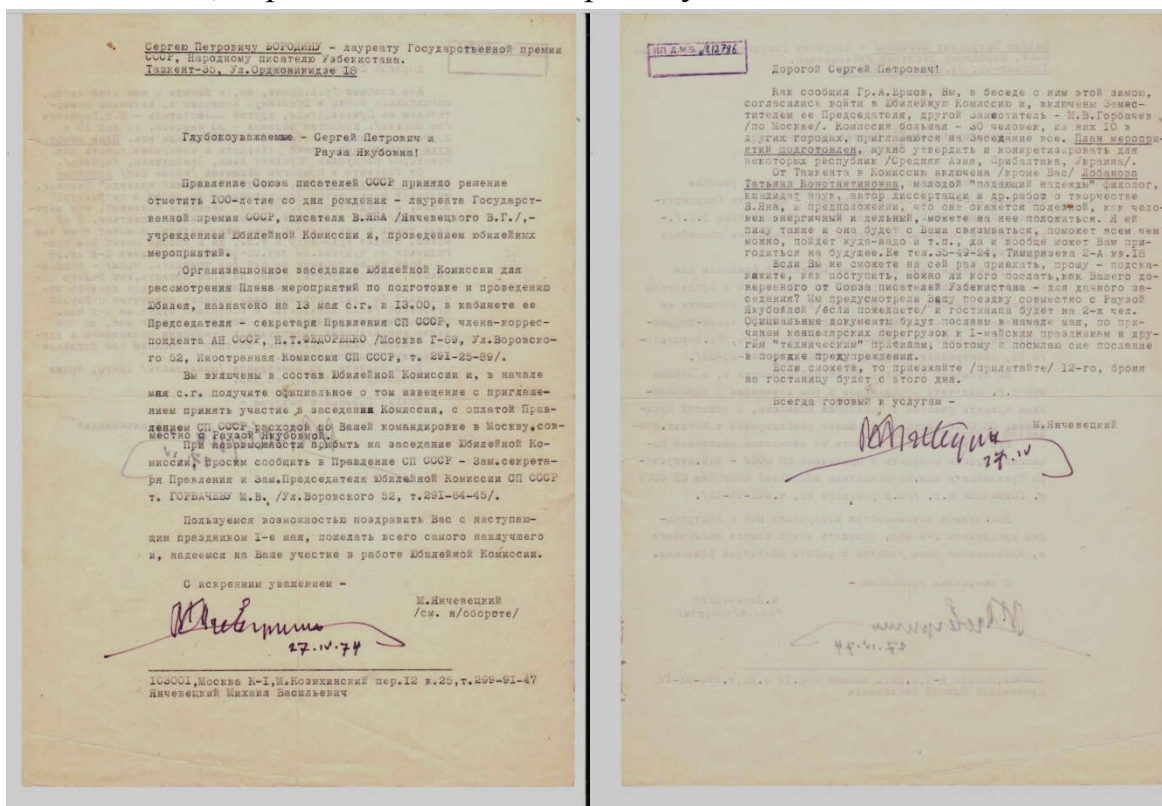 Сергею Петровичу БОРОДИНУ - лауреату Государственной премии
СССР, Народному писателю Узбекистана.
Ташкент-35, Ул.Орджоникидзе 18
Глубокоуважаемые - Сергей Петрович и
Рауза Якубовна!
Правление Союза писателей СССР приняло решение
отметить 100-летие со дня рождения - лауреата Государст-
венной премии СССР, писателя В.ЯНА /Янчевецкого В.Г./,-
учреждением Юбилейной Комиссии и, проведением юбилейных
мероприятий.
Организационное заседание Юбилейной Комиссии для
рассмотрения Плана мероприятий по подготовке и проведению
Юбилея, назначено на 13 мая с.г. в 13.00, в кабинете ее
Председателя - секретаря Правления СП СССР, члена-коррес-
пондента АН СССР, Н.Т.ФЕДОРЕНКО /Москва Г-69, Ул.Воровско-
го 52, Иностранная Комиссия СП СССР, т. 291-25-89/.
Вы включены в состав Юбилейной Комиссии и, в начале
мая с.г. получите официальное о том извещение с приглаше-
нием принять участие в заседании Комиссии, с оплатой Прав-
лением СП СССР расходов по Вашей командировке в Москву, сов-
местно с Раузой Якубовной.
При невозможности прибыть на заседание Юбилейной Ко-
миссии, просим сообщить в Правление СП СССР - Зам.секрета-
ря Правления и Зам.Председателя Юбилейной Комиссии СП СССР
т. ГОРБАЧЕВУ М.В. /Ул.Воровского 52, т.291-64-45/.
Пользуемся возможностью поздравить Вас с наступаю-
щим праздником I-е мая, пожелать всего самого наилучшего
и, надеемся на Ваше участие в работе Юбилейной Комиссии.
С искренним уважением -
М.Янчевецкий
/см. н/обороте/
27.IV.74
103001,Москва К-I,М.Козихинский пер.12 к.25,т.299-91-47
Янчевецкий Михаил Васильевич
КП Д.М.Б. №12796
Дорогой Сергей Петрович!
Как сообщил Гр.А.Ершов, Вы, в беседе с ним этой зимою,
согласились войти в Юбилейную Комиссию и, включены Замес-
тителем ее Председателя, другой заместитель - М.В.Горбачев
/по Москве/. Комиссия большая - 30 человек, из них 10 в
других городах, приглашаются на Заседание все. План меропри-
ятий подготовлен, нужно утвердить и конкретизировать для
некоторых республик /Средняя Азия, Прибалтика, Украина/.
От Ташкента в Комиссию включена /кроме Вас/ Лобанова
Татьяна Константиновна, молодой "подающий надежды" филолог,
кандидат наук, автор диссертации и др.работ о творчестве
В.Яна, в предположении, что она окажется полезной, как чело-
век энергичный и дельный, можете на нее положиться. Я ей
пишу также и она будет с Вами связываться, поможет всем чем
можно, пойдет куда-надо и т.п., да и вообще может Вам при-
годиться на будущее.Ее тел.35-49-24, Тимирязева 2-А кв.18
Если Вы не сможете на сей раз приехать, прошу - подска-
жите, как поступить, можно ли кого послать,как Вашего до-
веренного от Союза писателей Узбекистана - для данного за-
седания? Мы предусмотрели Вашу поездку совместно с Раузой
Якубовной /если пожелаете/ и гостиница будет на 2-х чел.
Официальные документы будут посланы в начале мая, по при-
чинам канцелярских перегрузок к I-майским праздникам и дру-
гим "техническим" причинам, поэтому я посылаю сие послание
-в порядке предупреждения.
Если сможете, то приезжайте /прилетайте/ 12-го, броня
на гостиницу будет с этого дня.
Всегда готовый к услугам -
М.Янчевецкий
27.IV